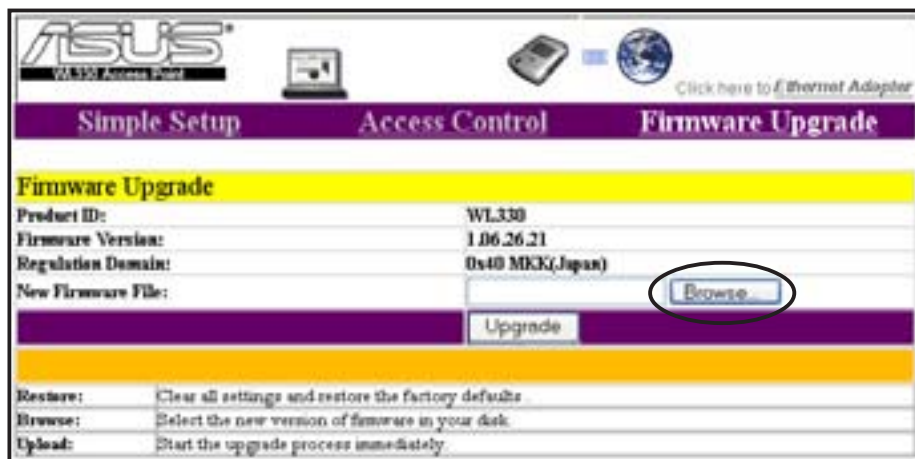 ASUS
WL330 Access Point
Click here to Ethernet Adapter
Simple Setup Access Control Firmware Upgrade
Firmware Upgrade
Product ID: WL330
Firmware Version: 1.06.26.21
Regulation Domain: 0x40 MKK(Japan)
New Firmware File: Browse...
Upgrade
Restore: Clear all settings and restore the factory defaults
Browse: Select the new version of firmware in your disk
Upload: Start the upgrade process immediately.